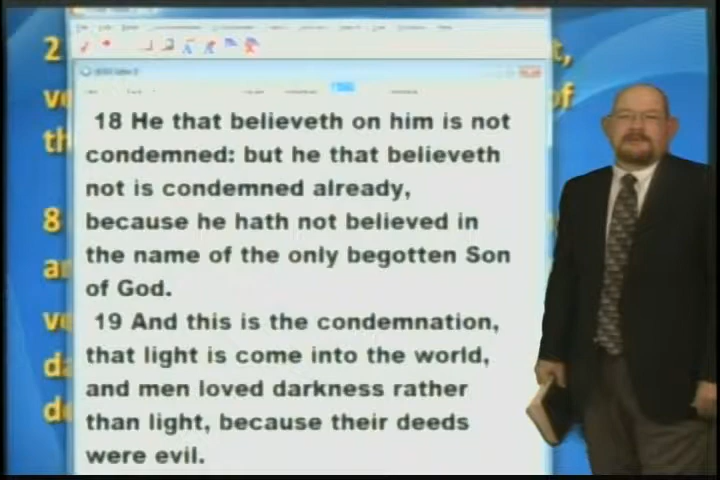 18 He that believeth on him is not
condemned: but he that believeth
not is condemned already,
because he hath not believed in
the name of the only begotten Son
of God.
19 And this is the condemnation,
that light is come into the world,
and men loved darkness rather
than light, because their deeds
were evil.
8